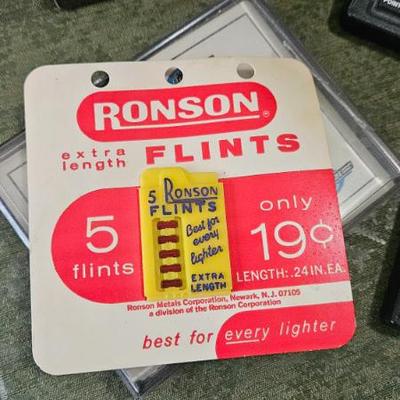 RONSON®
extra length FLINTS
5 RONSON
FLINTS
Best for
every
lighter
EXTRA
LENGTH
5
flints
only
19¢
LENGTH: .24 IN. EA.
Ronson Metals Corporation, Newark, N.J. 07105
a division of the Ronson Corporation
best for every lighter